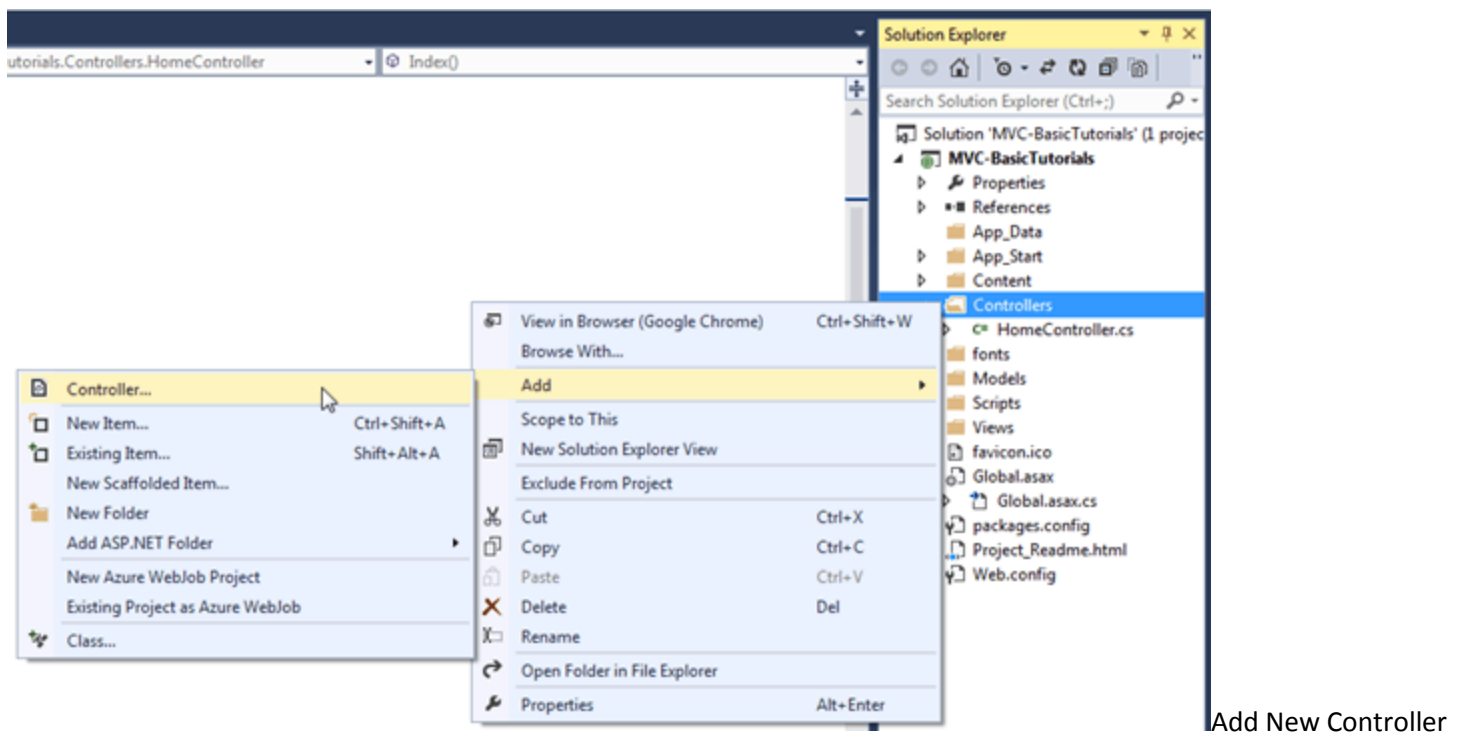 utorials.Controllers.HomeController
Index()
Solution Explorer
Search Solution Explorer (Ctrl+;)
Solution 'MVC-BasicTutorials' (1 projec
MVC-BasicTutorials
Properties
References
App_Data
App_Start
Content
Controllers
HomeController.cs
fonts
Models
Scripts
Views
favicon.ico
Global.asax
Global.asax.cs
packages.config
Project_Readme.html
Web.config
View in Browser (Google Chrome) Ctrl+Shift+W
Browse With...
Add
Scope to This
New Solution Explorer View
Exclude From Project
Cut Ctrl+X
Copy Ctrl+C
Paste Ctrl+V
Delete Del
Rename
Open Folder in File Explorer
Properties Alt+Enter
Controller...
New Item... Ctrl+Shift+A
Existing Item... Shift+Alt+A
New Scaffolded Item...
New Folder
Add ASP.NET Folder
New Azure WebJob Project
Existing Project as Azure WebJob
Class...
Add New Controller